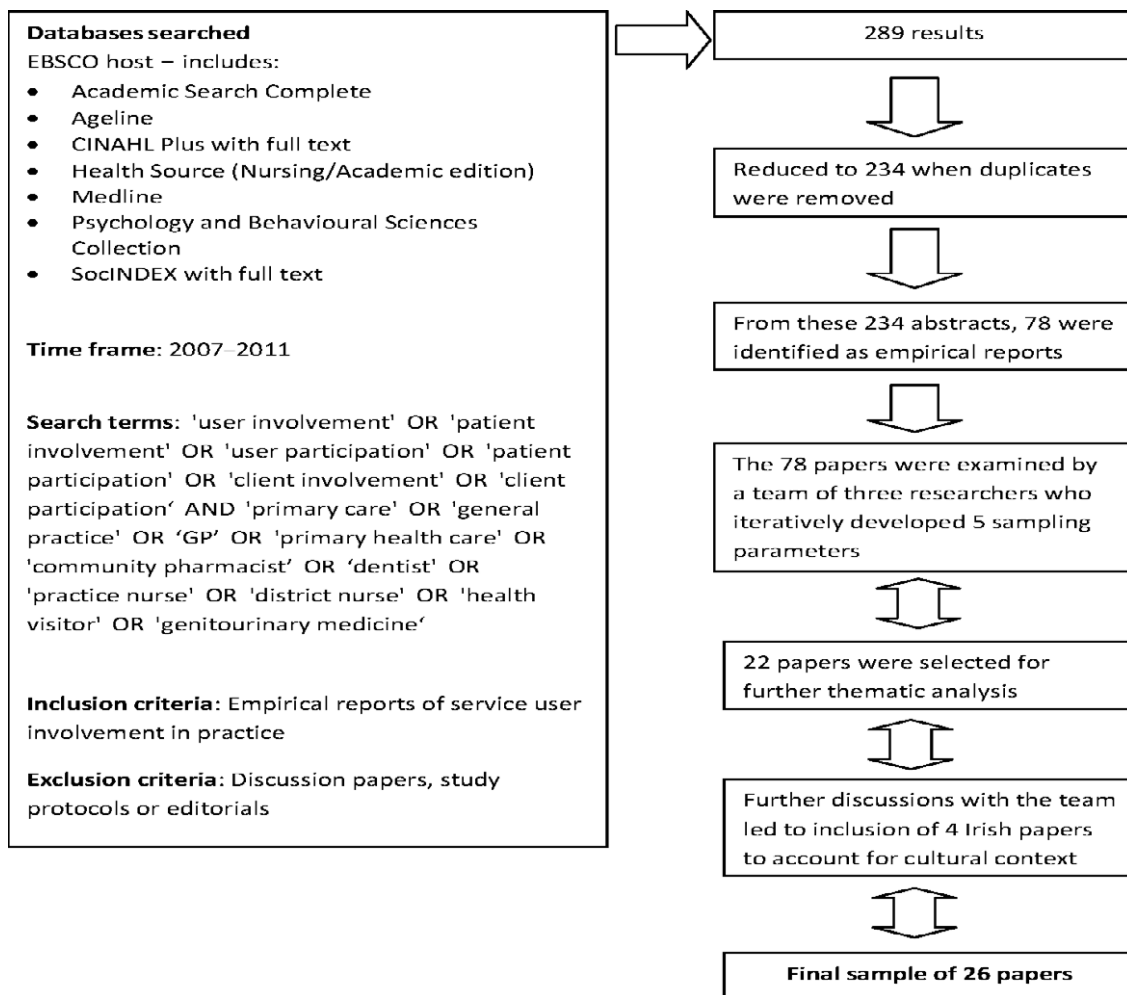 Databases searched
EBSCO host – includes:
• Academic Search Complete
• Ageline
• CINAHL Plus with full text
• Health Source (Nursing/Academic edition)
• Medline
• Psychology and Behavioural Sciences
Collection
• SocINDEX with full text
Time frame: 2007–2011
Search terms: 'user involvement' OR 'patient
involvement' OR 'user participation' OR 'patient
participation' OR 'client involvement' OR 'client
participation‘ AND 'primary care' OR 'general
practice' OR ‘GP’ OR 'primary health care' OR
'community pharmacist’ OR ‘dentist' OR
'practice nurse' OR 'district nurse' OR 'health
visitor' OR 'genitourinary medicine‘
Inclusion criteria: Empirical reports of service user
involvement in practice
Exclusion criteria: Discussion papers, study
protocols or editorials
289 results
Reduced to 234 when duplicates
were removed
From these 234 abstracts, 78 were
identified as empirical reports
The 78 papers were examined by
a team of three researchers who
iteratively developed 5 sampling
parameters
22 papers were selected for
further thematic analysis
Further discussions with the team
led to inclusion of 4 Irish papers
to account for cultural context
Final sample of 26 papers